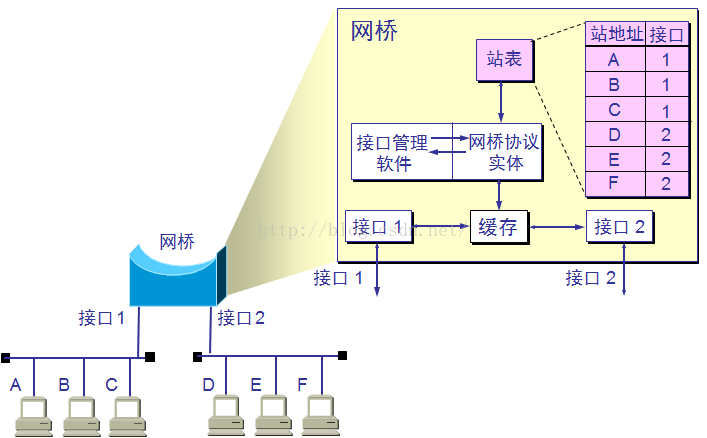 网桥
站表
站地址 接口
A 1
B 1
C 1
D 2
E 2
F 2
接口管理
软件
网桥协议
实体
接口 1
缓存
接口 2
http://blog.csdn.net/
接口 1
接口 2
网桥
接口1
接口2
A B C
D E F